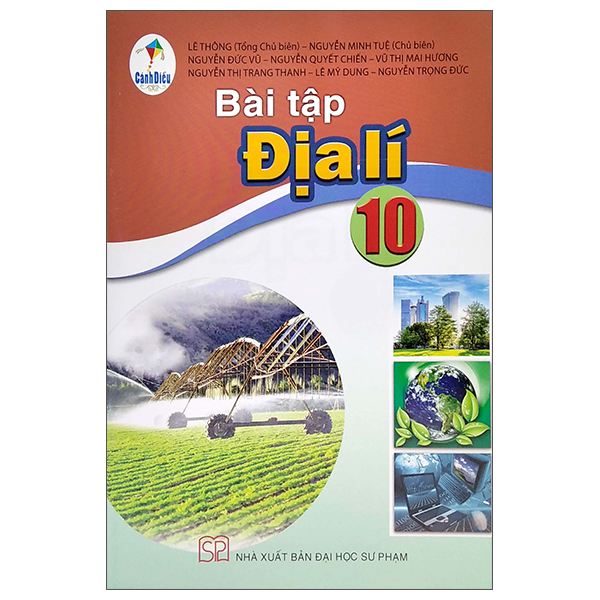 LÊ THÔNG (Tổng Chủ biên) – NGUYỄN MINH TUỆ (Chủ biên)
NGUYỄN ĐỨC VŨ – NGUYỄN QUYẾT CHIẾN – VŨ THỊ MAI HƯƠNG
NGUYỄN THỊ TRANG THANH – LÊ MỸ DUNG – NGUYỄN TRỌNG ĐỨC
Cánh Diều
Bài tập
Địa lí
10
SP
NHÀ XUẤT BẢN ĐẠI HỌC SƯ PHẠM